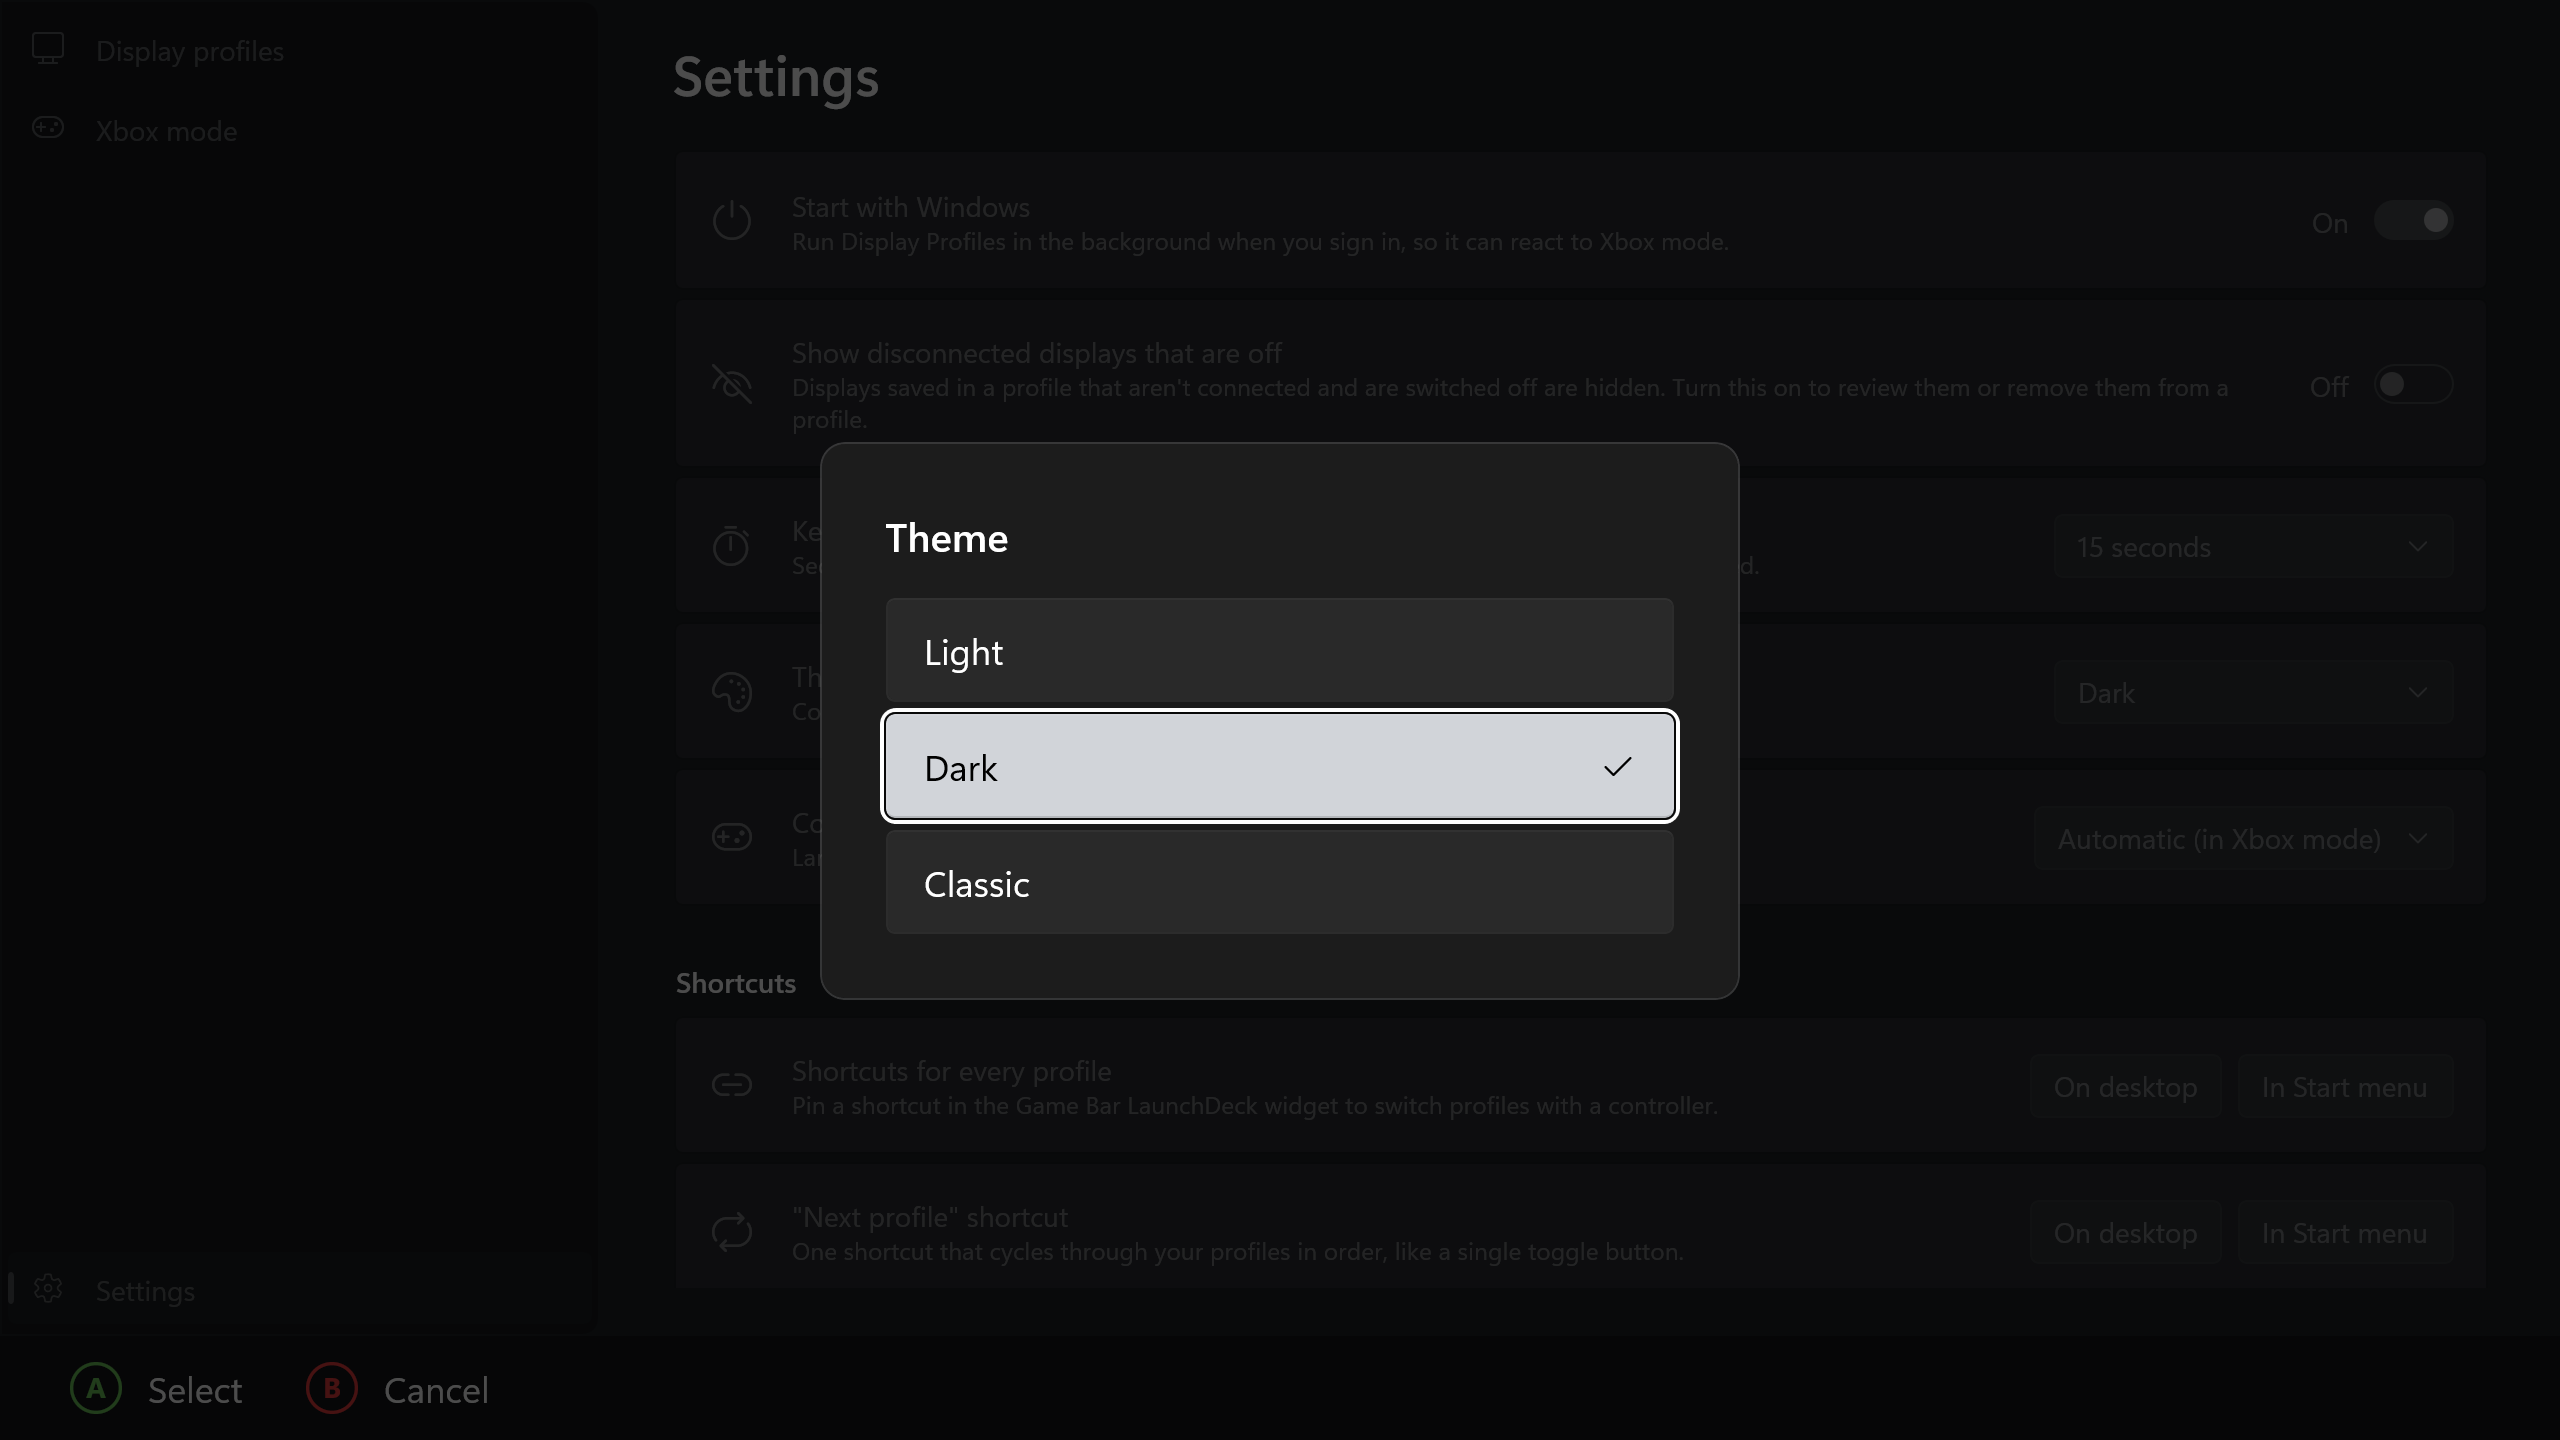 Display profiles
Xbox mode
Settings
Settings
Start with Windows
Run Display Profiles in the background when you sign in, so it can react to Xbox mode.
On
Show disconnected displays that are off
Displays saved in a profile that aren't connected and are switched off are hidden. Turn this on to review them or remove them from a
profile.
Off
15 seconds
d.
Dark
Automatic (in Xbox mode)
Theme
Light
Dark
Classic
Shortcuts
Shortcuts for every profile
Pin a shortcut in the Game Bar LaunchDeck widget to switch profiles with a controller.
On desktop
In Start menu
"Next profile" shortcut
One shortcut that cycles through your profiles in order, like a single toggle button.
On desktop
In Start menu
A Select
B Cancel